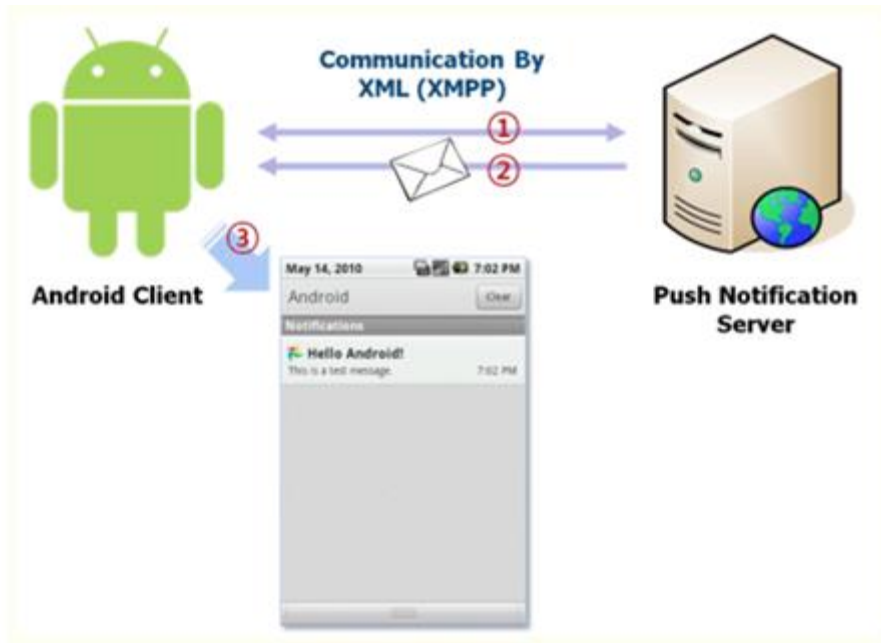 Communication By
XML (XMPP)
①
②
③
Android Client
Push Notification
Server
May 14, 2010 7:02 PM
Android Clear
Notifications
Hello Android!
This is a test message. 7:02 PM